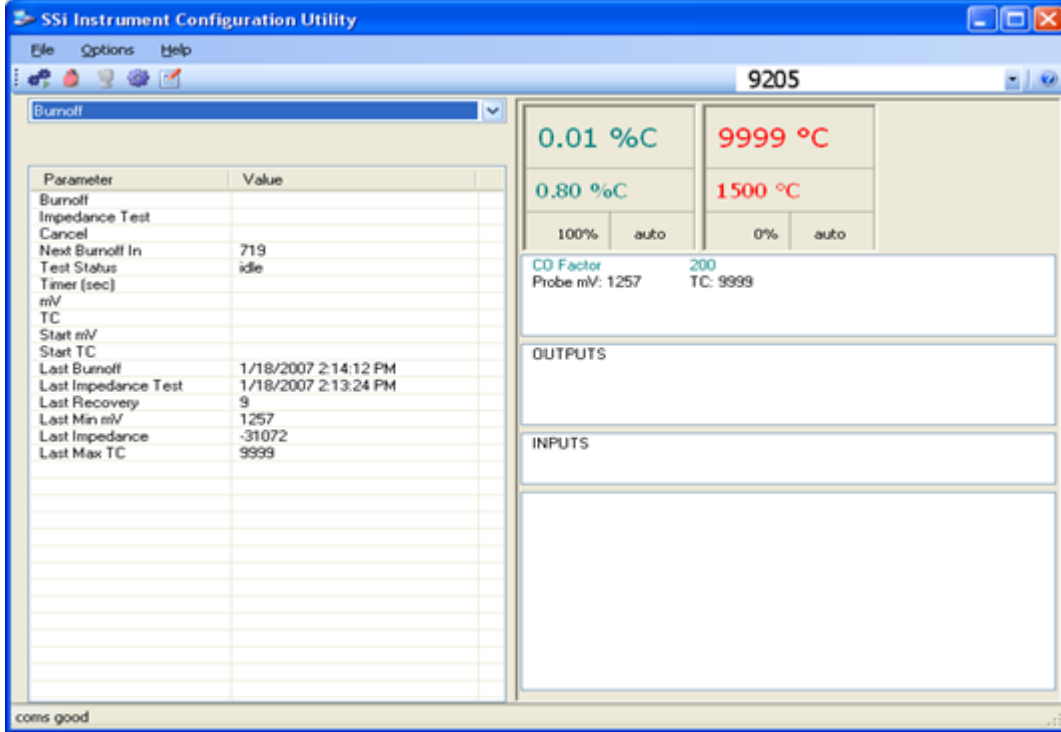 SSi Instrument Configuration Utility
File Options Help
9205
Burnoff
Parameter Value
Burnoff
Impedance Test
Cancel
Next Burnoff In 719
Test Status idle
Timer (sec)
mV
TC
Start mV
Start TC
Last Burnoff 1/18/2007 2:14:12 PM
Last Impedance Test 1/18/2007 2:13:24 PM
Last Recovery 9
Last Min mV 1257
Last Impedance -31072
Last Max TC 9999
0.01 %C 9999 °C
0.80 %C 1500 °C
100% auto 0% auto
CO Factor 200
Probe mV: 1257 TC: 9999
OUTPUTS
INPUTS
coms good